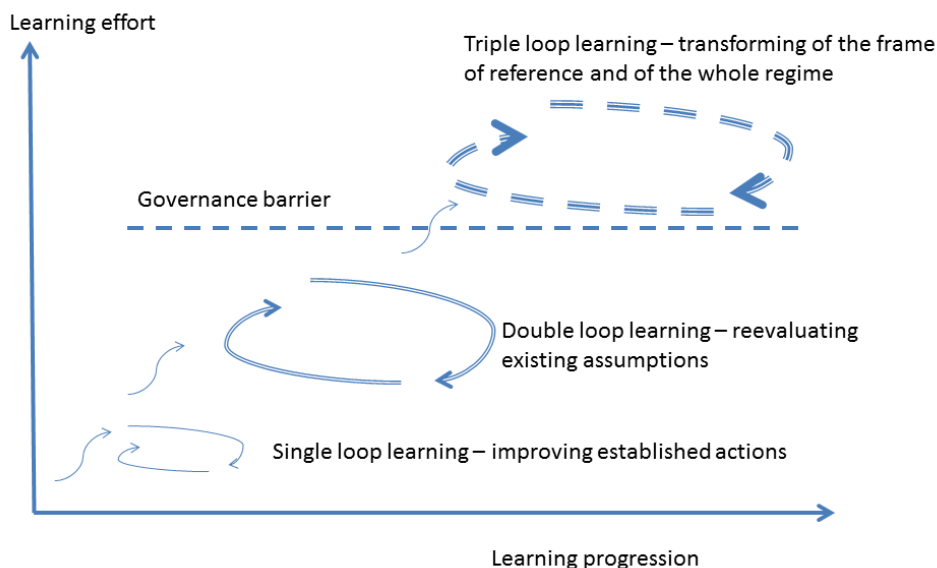 Learning effort
Triple loop learning – transforming of the frame
of reference and of the whole regime
Governance barrier
Double loop learning – reevaluating
existing assumptions
Single loop learning – improving established actions
Learning progression